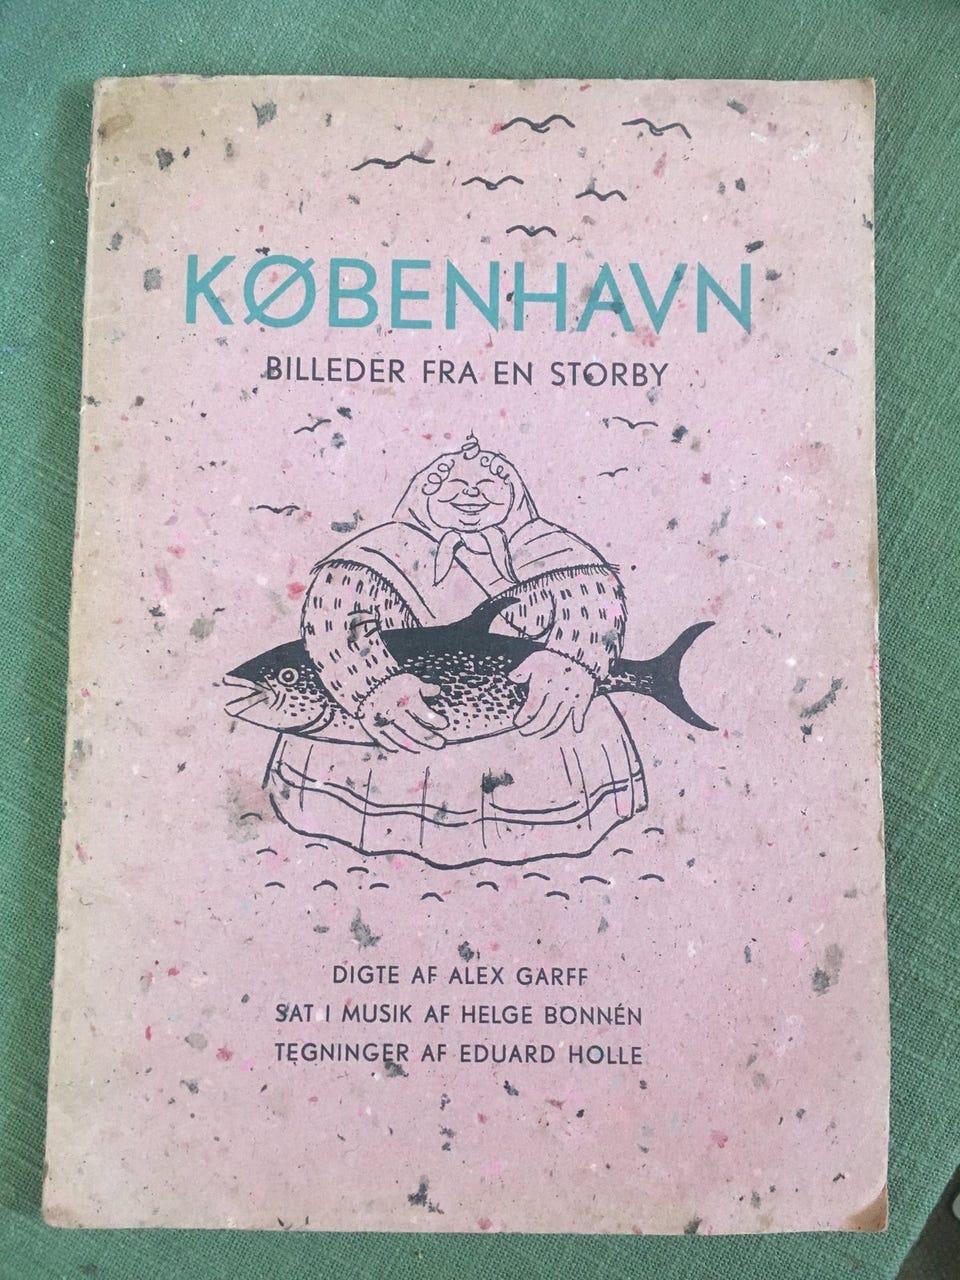 KØBENHAVN
BILLEDER FRA EN STORBY
DIGTE AF ALEX GARFF
SAT I MUSIK AF HELGE BONNÉN
TEGNINGER AF EDUARD HOLLE